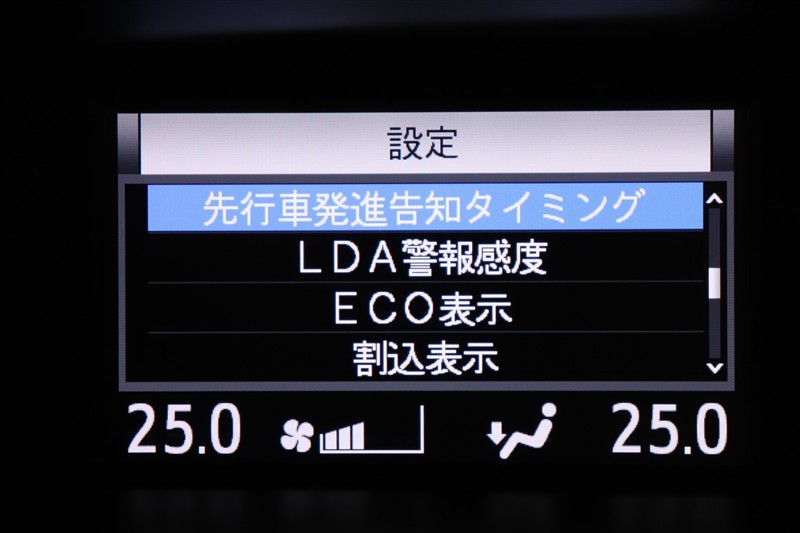 設定
先行車発進告知タイミング
ＬＤＡ警報感度
ＥＣＯ表示
割込表示
25.0 25.0